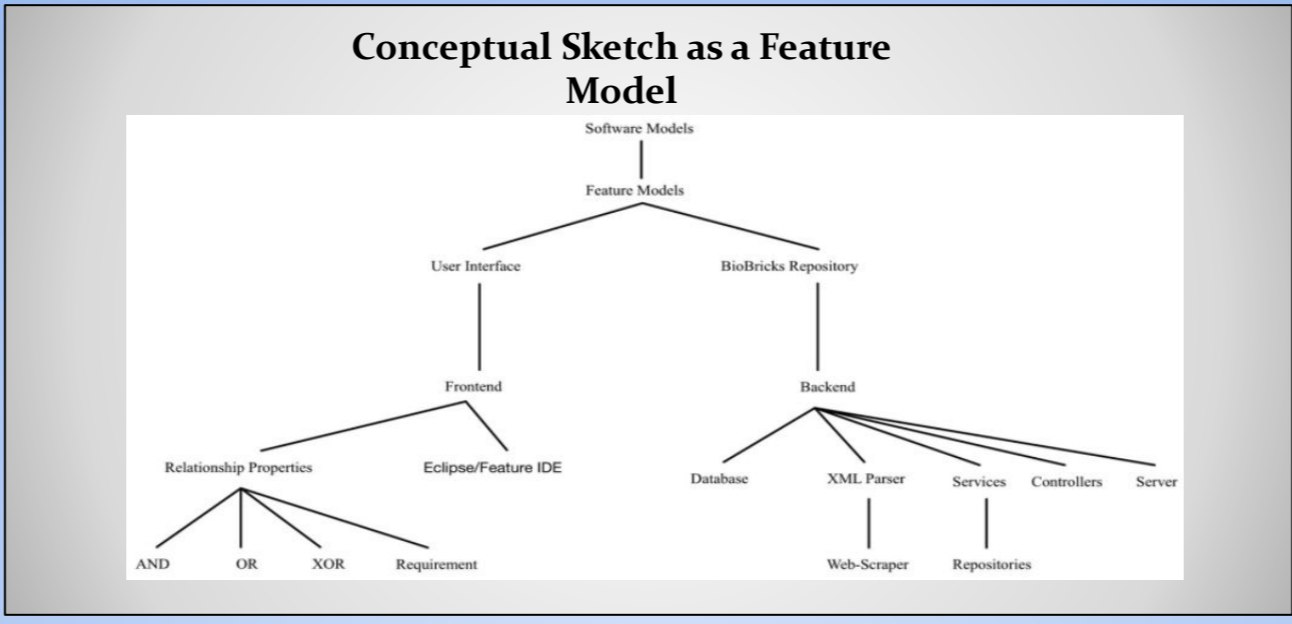 Conceptual Sketch as a Feature
Model
Software Models
Feature Models
User Interface
BioBricks Repository
Frontend
Backend
Relationship Properties
Eclipse/Feature IDE
Database
XML Parser
Services
Controllers
Server
AND
OR
XOR
Requirement
Web-Scraper
Repositories